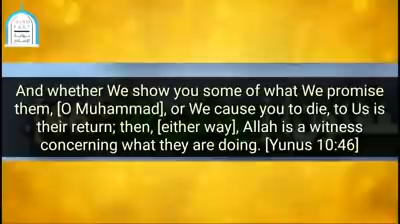 And whether We show you some of what We promise
them, [O Muhammad], or We cause you to die, to Us is
their return; then, [either way], Allah is a witness
concerning what they are doing. [Yunus 10:46]